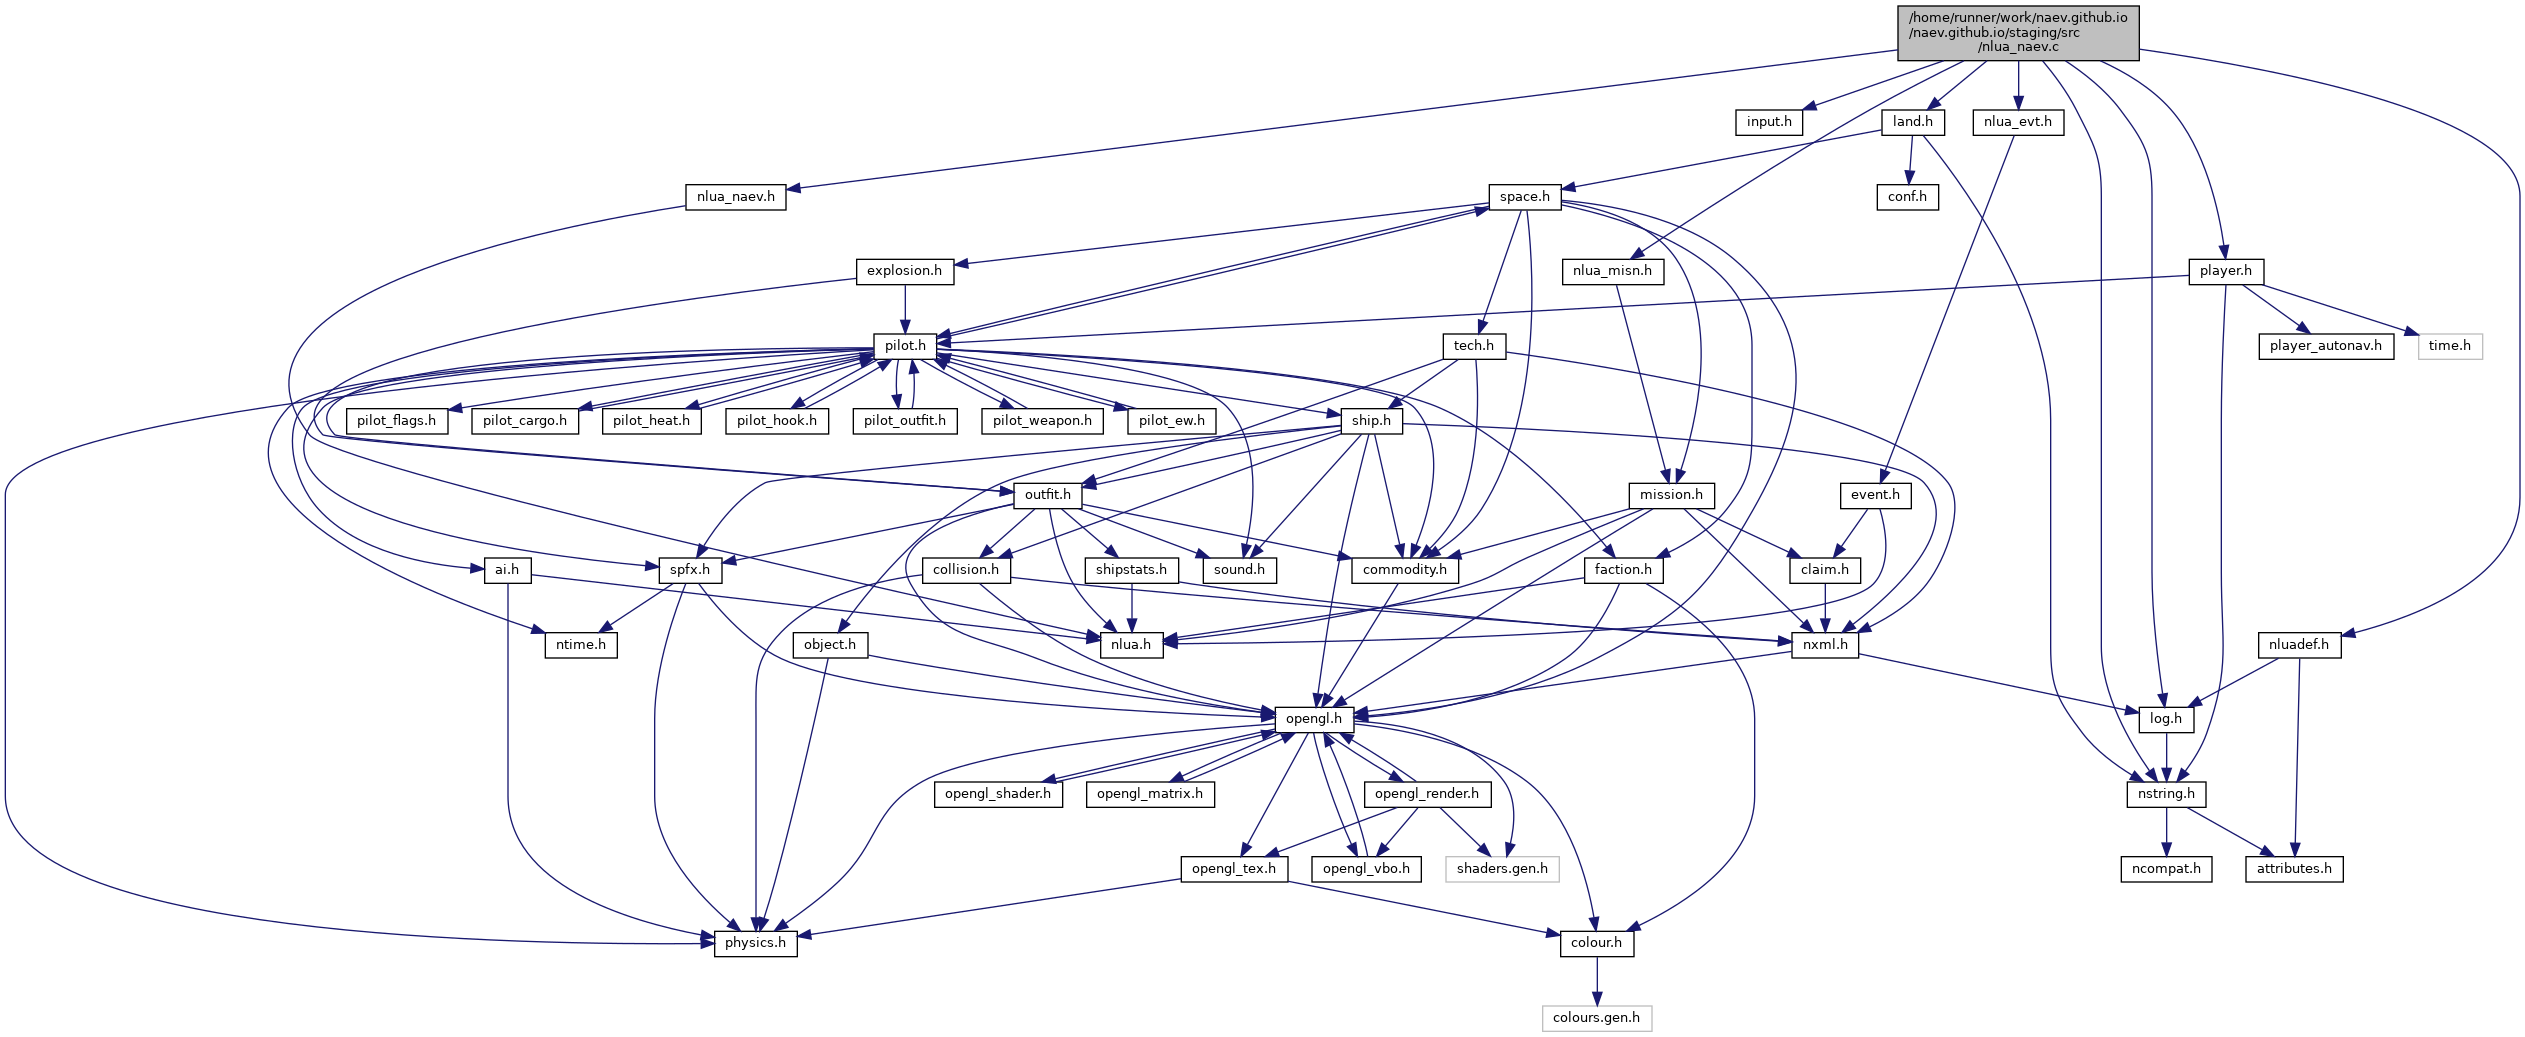 /home/runner/work/naev.github.io
/naev.github.io/staging/src
/nlua_naev.c
input.h
land.h
nlua_evt.h
nlua_naev.h
space.h
conf.h
explosion.h
nlua_misn.h
player.h
pilot.h
tech.h
player_autonav.h
time.h
pilot_flags.h
pilot_cargo.h
pilot_heat.h
pilot_hook.h
pilot_outfit.h
pilot_weapon.h
pilot_ew.h
ship.h
outfit.h
mission.h
event.h
ai.h
spfx.h
collision.h
shipstats.h
sound.h
commodity.h
faction.h
claim.h
ntime.h
object.h
nlua.h
nxml.h
nluadef.h
opengl.h
log.h
opengl_shader.h
opengl_matrix.h
opengl_render.h
nstring.h
opengl_tex.h
opengl_vbo.h
shaders.gen.h
ncompat.h
attributes.h
physics.h
colour.h
colours.gen.h